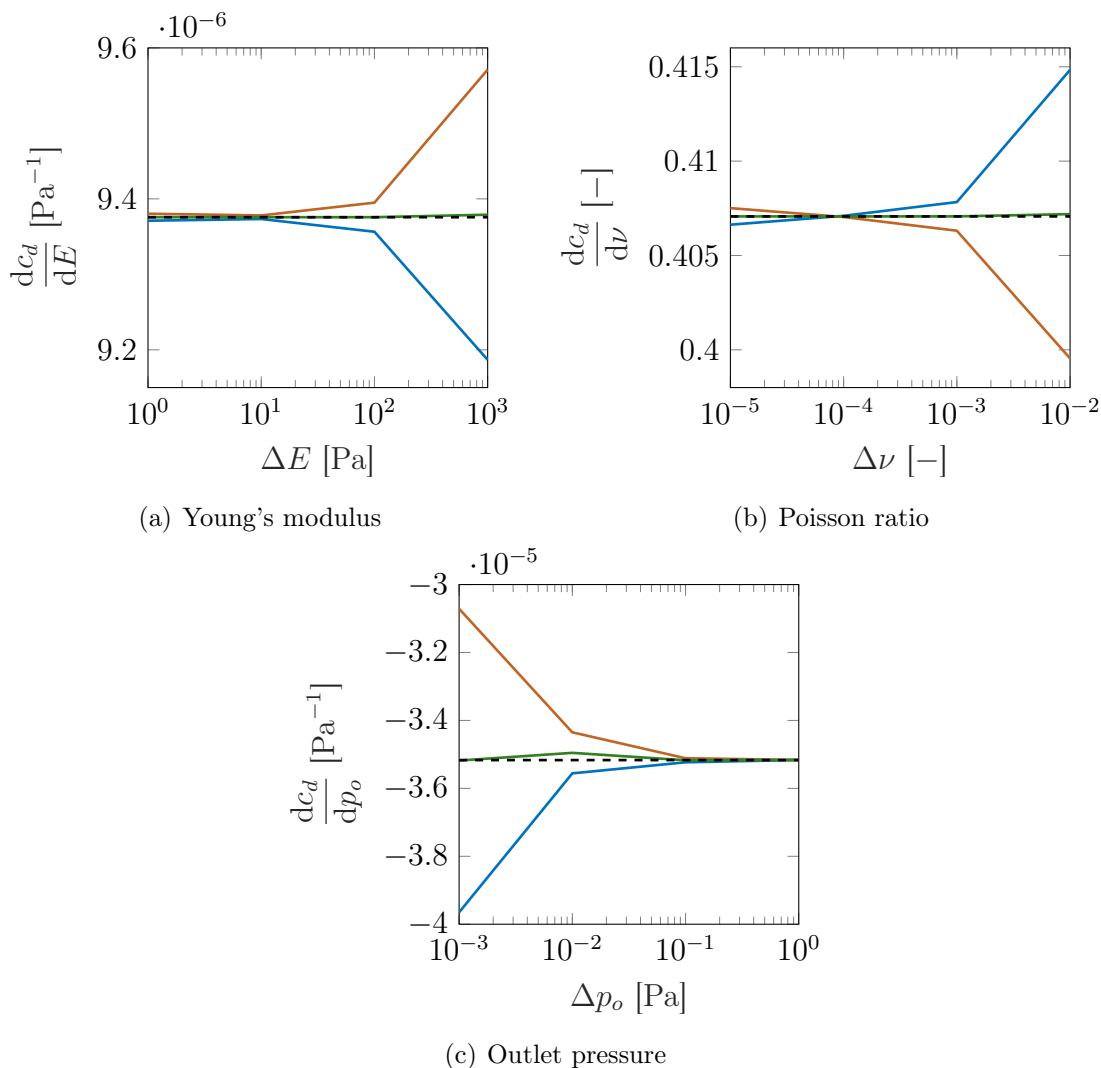 ·10⁻⁶
9.6
9.4
9.2
dc_d/dE [Pa⁻¹]
10⁰ 10¹ 10² 10³
ΔE [Pa]
(a) Young's modulus
0.415
0.41
0.405
0.4
dc_d/dν [−]
10⁻⁵ 10⁻⁴ 10⁻³ 10⁻²
Δν [−]
(b) Poisson ratio
·10⁻⁵
−3
−3.2
−3.4
−3.6
−3.8
−4
dc_d/dp_o [Pa⁻¹]
10⁻³ 10⁻² 10⁻¹ 10⁰
Δp_o [Pa]
(c) Outlet pressure